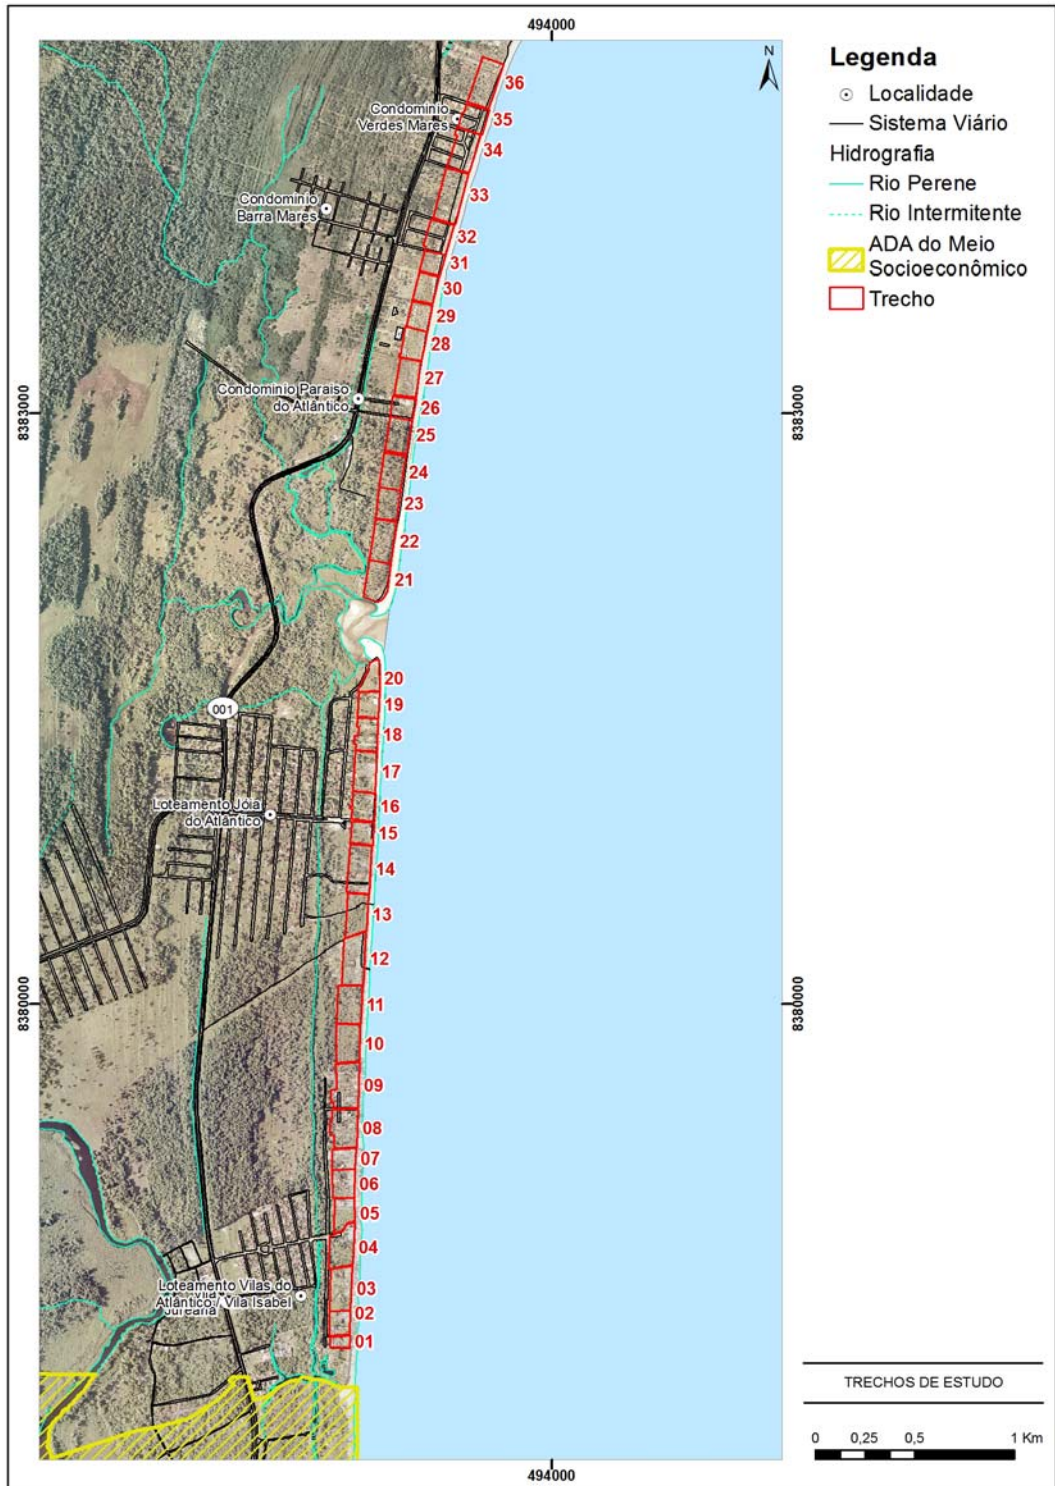 494000
N
Legenda
Localidade
Sistema Viário
Hidrografia
Rio Perene
Rio Intermitente
ADA do Meio
Socioeconômico
Trecho
36
Condomínio
Verdes Mares
35
34
33
Condomínio
Barra Mares
32
31
30
29
28
27
Condomínio Paraiso
do Atlântico
26
8383000
8383000
25
24
23
22
21
20
19
001
18
17
16
Loteamento Jóia
do Atlântico
15
14
13
12
11
8380000
8380000
10
09
08
07
06
05
04
03
Loteamento Vilas do
Atlântico / Vila Isabel
02
01
TRECHOS DE ESTUDO
0 0,25 0,5 1 Km
494000